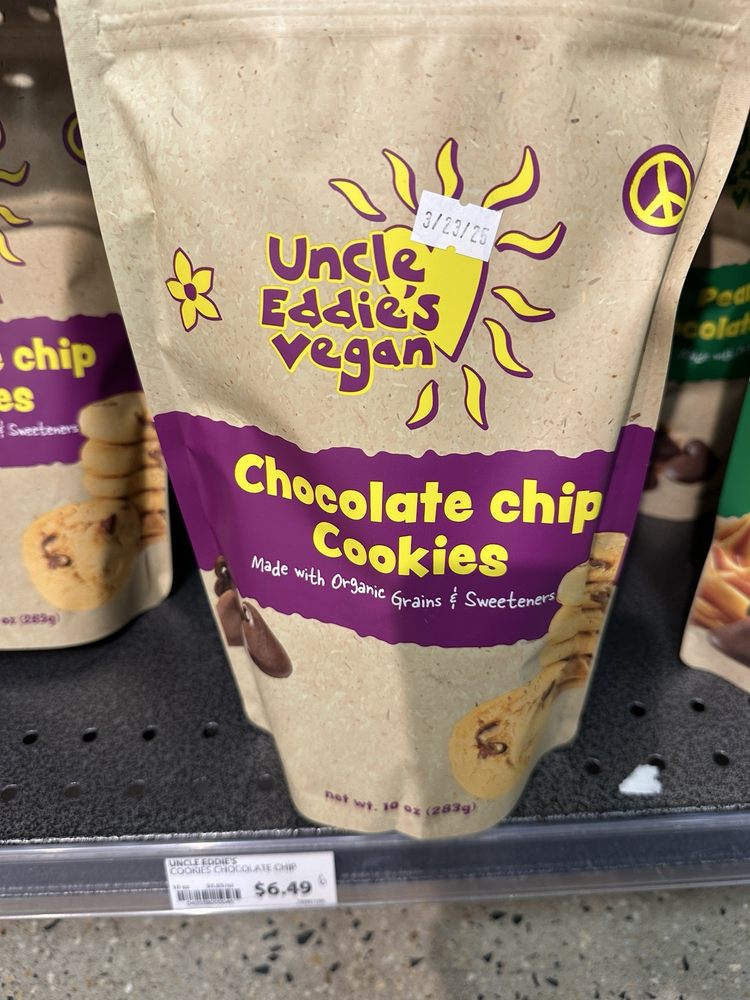 3/23/25
Uncle
Eddie's
vegan
Chocolate chip
Cookies
Made with Organic Grains & Sweeteners
net wt. 10 oz (283g)
chip
es
& Sweeteners
oz (283g)
UNCLE EDDIE'S
COOKIES CHOCOLATE CHIP
$6.49